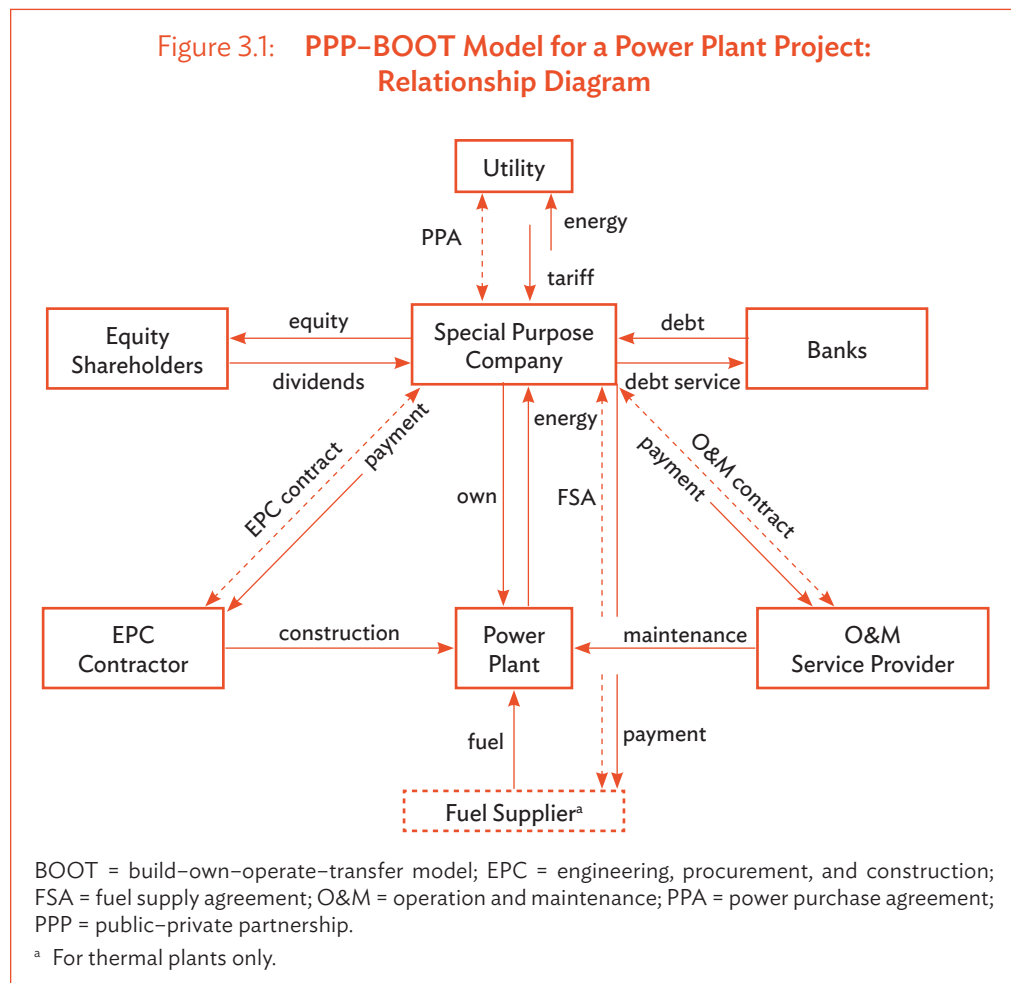 Figure 3.1: PPP–BOOT Model for a Power Plant Project:
Relationship Diagram
Utility
PPA
energy
tariff
Equity
Shareholders
equity
dividends
Special Purpose
Company
debt
debt service
Banks
EPC contract
payment
own
energy
FSA
payment
O&M contract
EPC
Contractor
construction
Power
Plant
maintenance
O&M
Service Provider
fuel
payment
Fuel Supplierᵃ
BOOT = build–own–operate–transfer model; EPC = engineering, procurement, and construction;
FSA = fuel supply agreement; O&M = operation and maintenance; PPA = power purchase agreement;
PPP = public–private partnership.
ᵃ For thermal plants only.